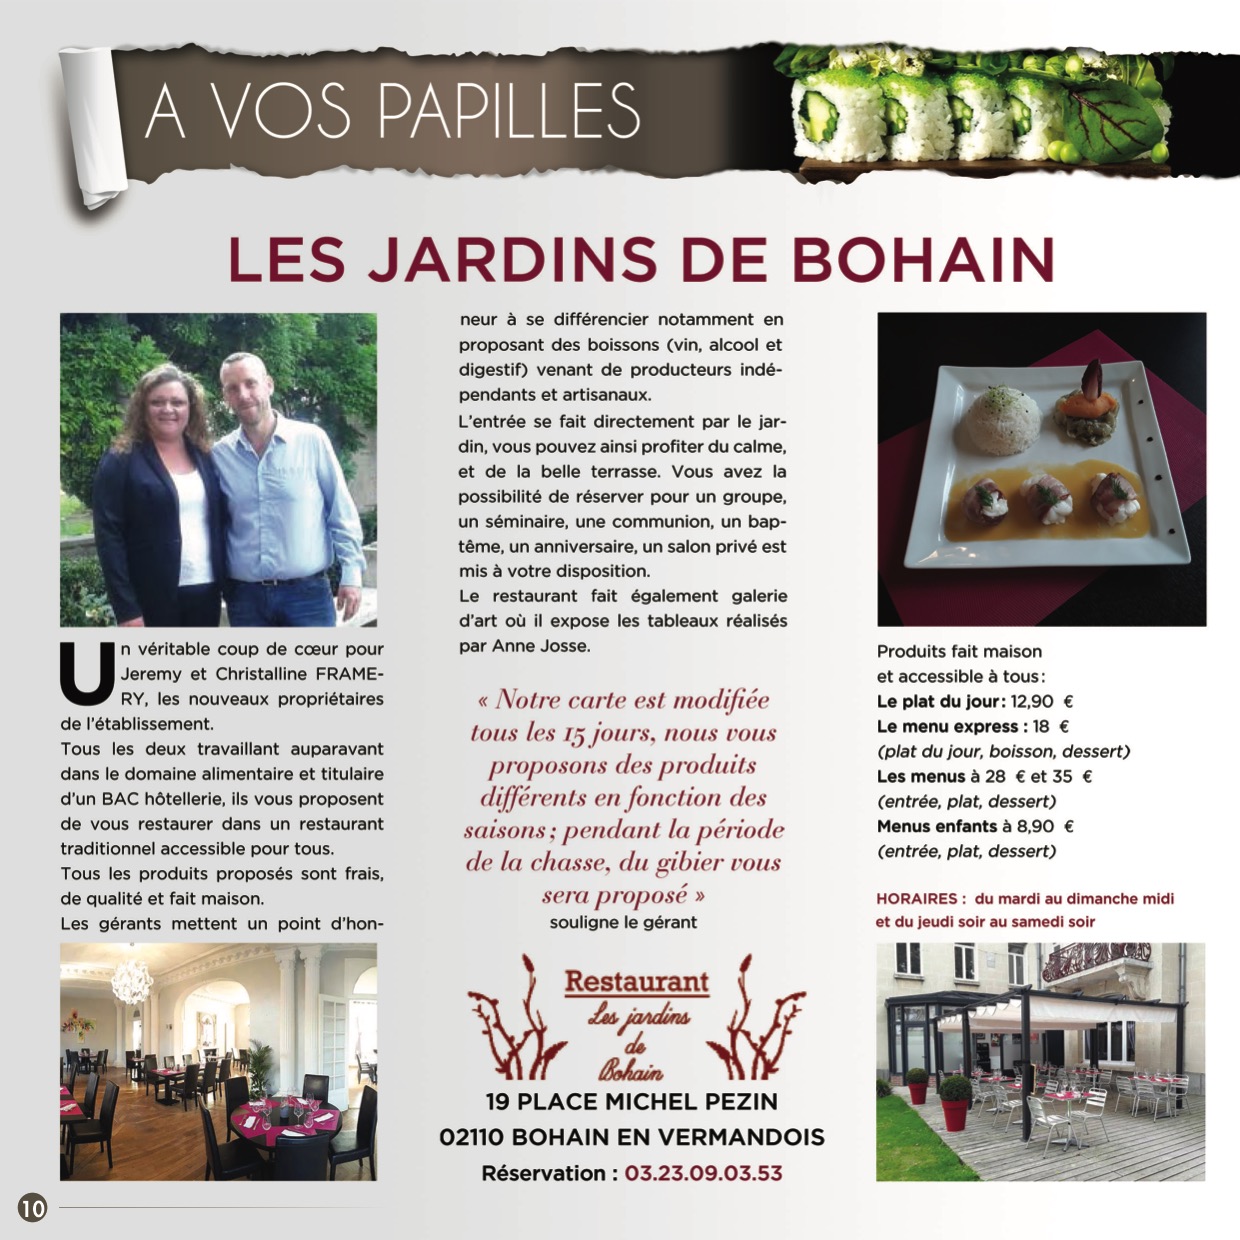 A VOS PAPILLES
LES JARDINS DE BOHAIN
Un véritable coup de cœur pour
Jeremy et Christalline FRAME-
RY, les nouveaux propriétaires
de l'établissement.
Tous les deux travaillant auparavant
dans le domaine alimentaire et titulaire
d'un BAC hôtellerie, ils vous proposent
de vous restaurer dans un restaurant
traditionnel accessible pour tous.
Tous les produits proposés sont frais,
de qualité et fait maison.
Les gérants mettent un point d'hon-
neur à se différencier notamment en
proposant des boissons (vin, alcool et
digestif) venant de producteurs indé-
pendants et artisanaux.
L'entrée se fait directement par le jar-
din, vous pouvez ainsi profiter du calme,
et de la belle terrasse. Vous avez la
possibilité de réserver pour un groupe,
un séminaire, une communion, un bap-
tême, un anniversaire, un salon privé est
mis à votre disposition.
Le restaurant fait également galerie
d'art où il expose les tableaux réalisés
par Anne Josse.
« Notre carte est modifiée
tous les 15 jours, nous vous
proposons des produits
différents en fonction des
saisons ; pendant la période
de la chasse, du gibier vous
sera proposé »
souligne le gérant
Restaurant
Les jardins
de
Bohain
19 PLACE MICHEL PEZIN
02110 BOHAIN EN VERMANDOIS
Réservation : 03.23.09.03.53
Produits fait maison
et accessible à tous :
Le plat du jour : 12,90 €
Le menu express : 18 €
(plat du jour, boisson, dessert)
Les menus à 28 € et 35 €
(entrée, plat, dessert)
Menus enfants à 8,90 €
(entrée, plat, dessert)
HORAIRES : du mardi au dimanche midi
et du jeudi soir au samedi soir
10